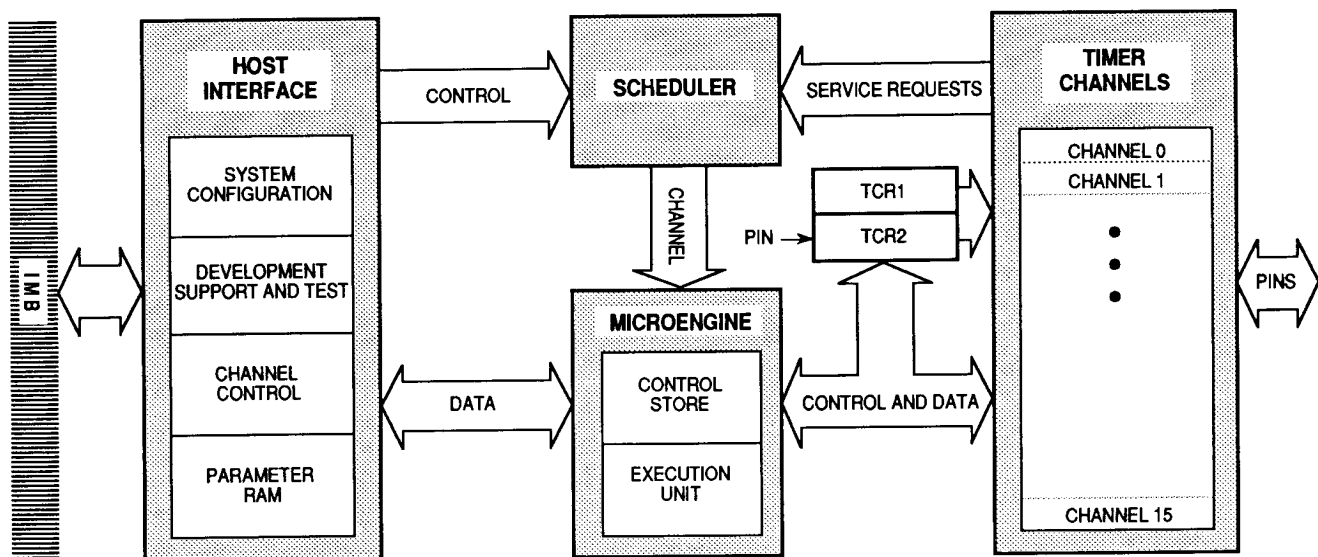 IMB
HOST
INTERFACE
SYSTEM
CONFIGURATION
DEVELOPMENT
SUPPORT AND TEST
CHANNEL
CONTROL
PARAMETER
RAM
CONTROL
DATA
SCHEDULER
CHANNEL
MICROENGINE
CONTROL
STORE
EXECUTION
UNIT
SERVICE REQUESTS
TCR1
PIN
TCR2
CONTROL AND DATA
TIMER
CHANNELS
CHANNEL 0
CHANNEL 1
CHANNEL 15
PINS